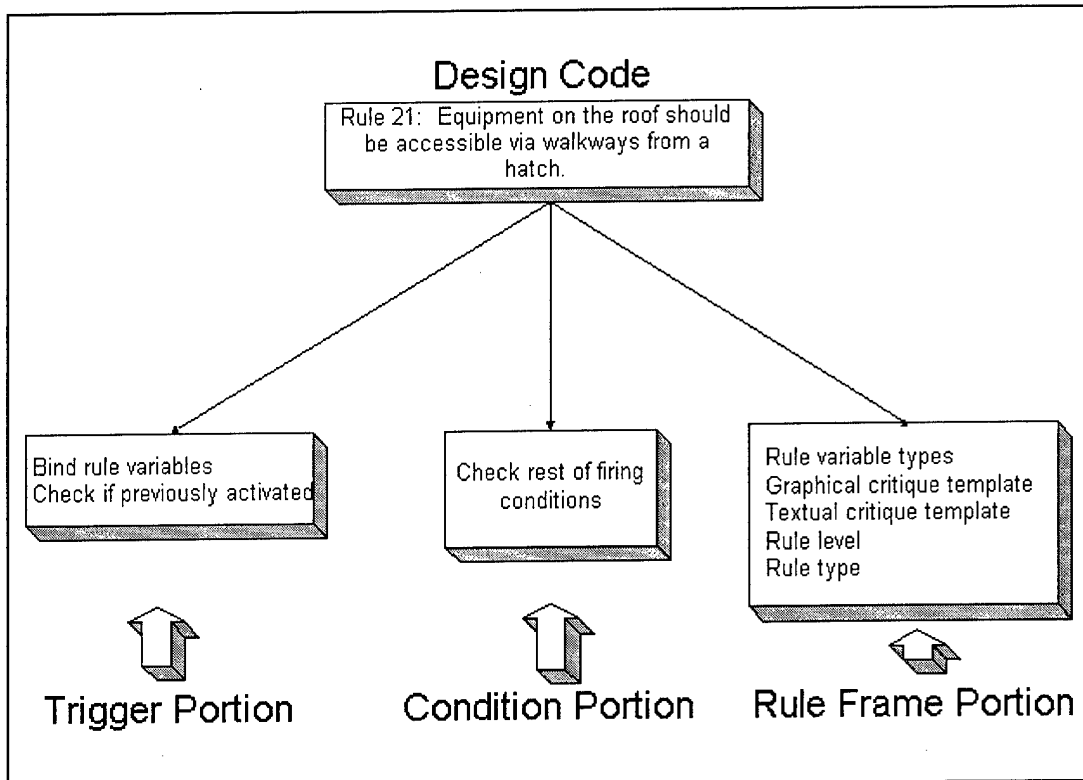 Design Code
Rule 21: Equipment on the roof should
be accessible via walkways from a
hatch.
Bind rule variables
Check if previously activated
Check rest of firing
conditions
Rule variable types
Graphical critique template
Textual critique template
Rule level
Rule type
Trigger Portion
Condition Portion
Rule Frame Portion